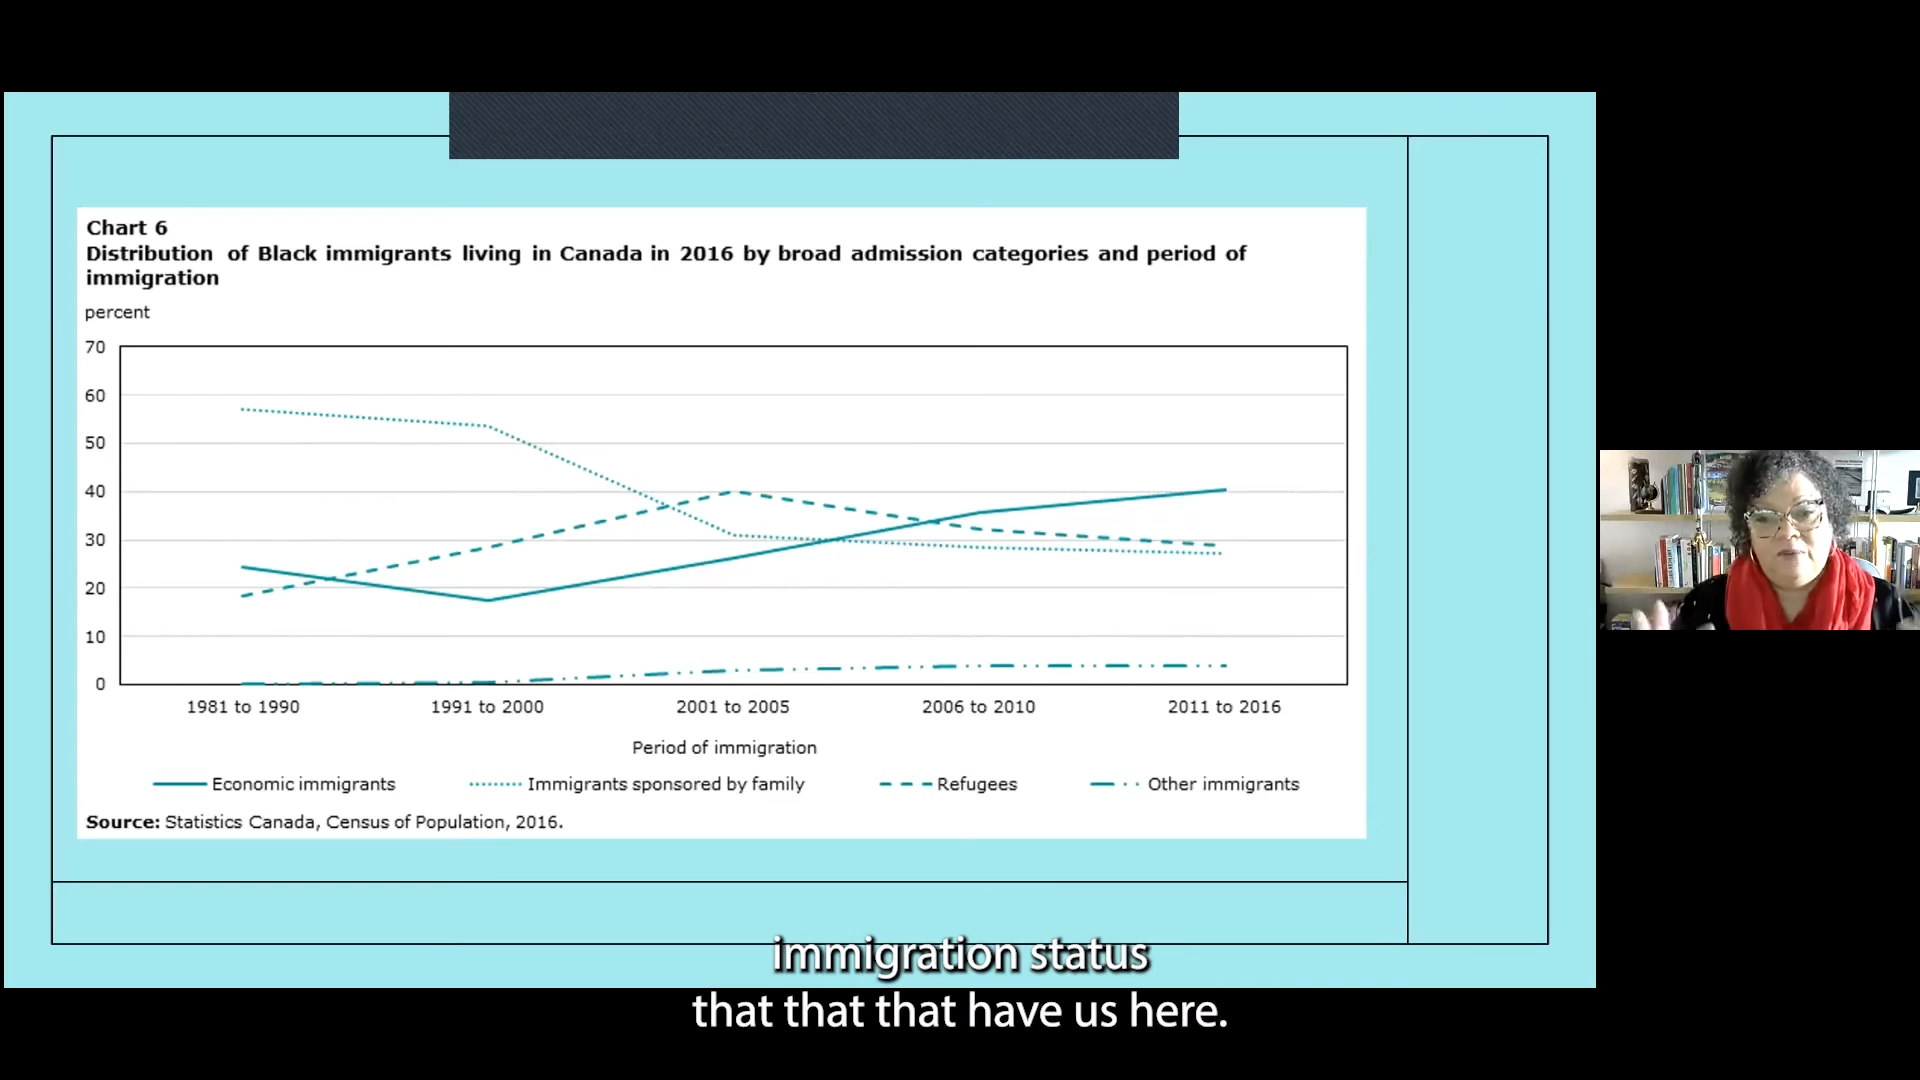 Chart 6
Distribution of Black immigrants living in Canada in 2016 by broad admission categories and period of
immigration
percent
70
60
50
40
30
20
10
0
1981 to 1990 1991 to 2000 2001 to 2005 2006 to 2010 2011 to 2016
Period of immigration
Economic immigrants Immigrants sponsored by family Refugees Other immigrants
Source: Statistics Canada, Census of Population, 2016.
immigration status
that that that have us here.